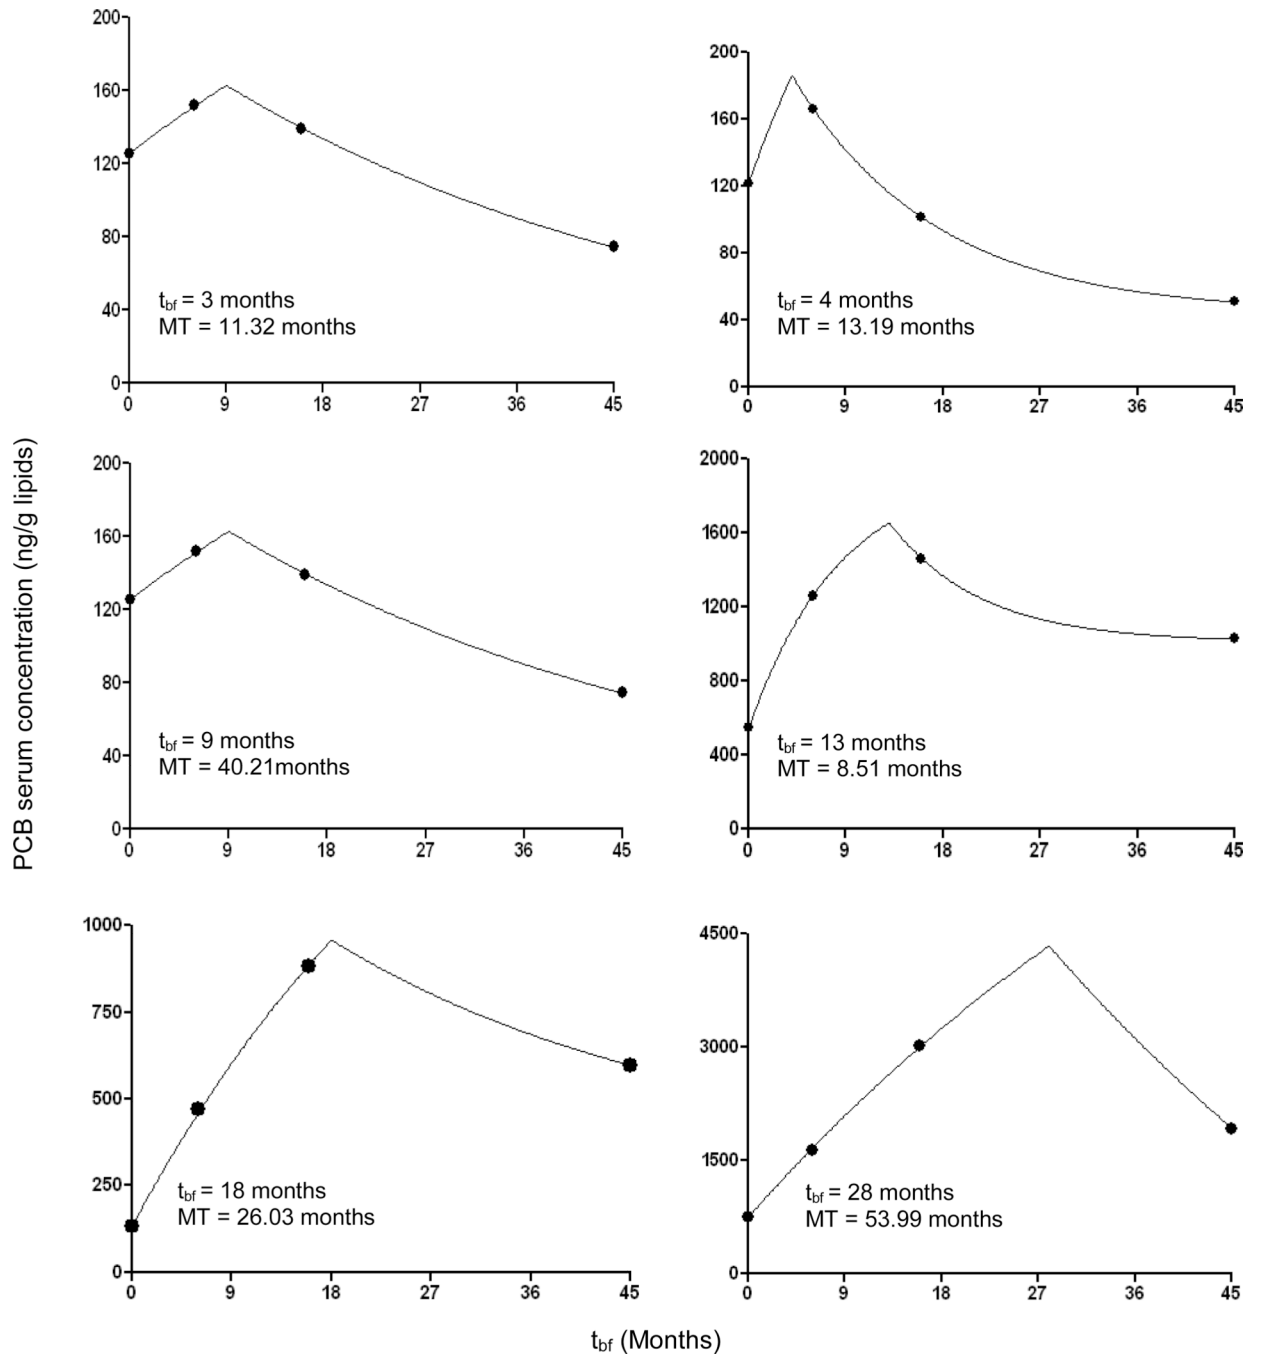 200
160
120
80
40
0
0 9 18 27 36 45
t_bf = 3 months
MT = 11.32 months
200
160
120
80
40
0
0 9 18 27 36 45
t_bf = 4 months
MT = 13.19 months
PCB serum concentration (ng/g lipids)
200
160
120
80
40
0
0 9 18 27 36 45
t_bf = 9 months
MT = 40.21months
2000
1600
1200
800
400
0
0 9 18 27 36 45
t_bf = 13 months
MT = 8.51 months
1000
750
500
250
0
0 9 18 27 36 45
t_bf = 18 months
MT = 26.03 months
4500
3000
1500
0
0 9 18 27 36 45
t_bf = 28 months
MT = 53.99 months
t_bf (Months)